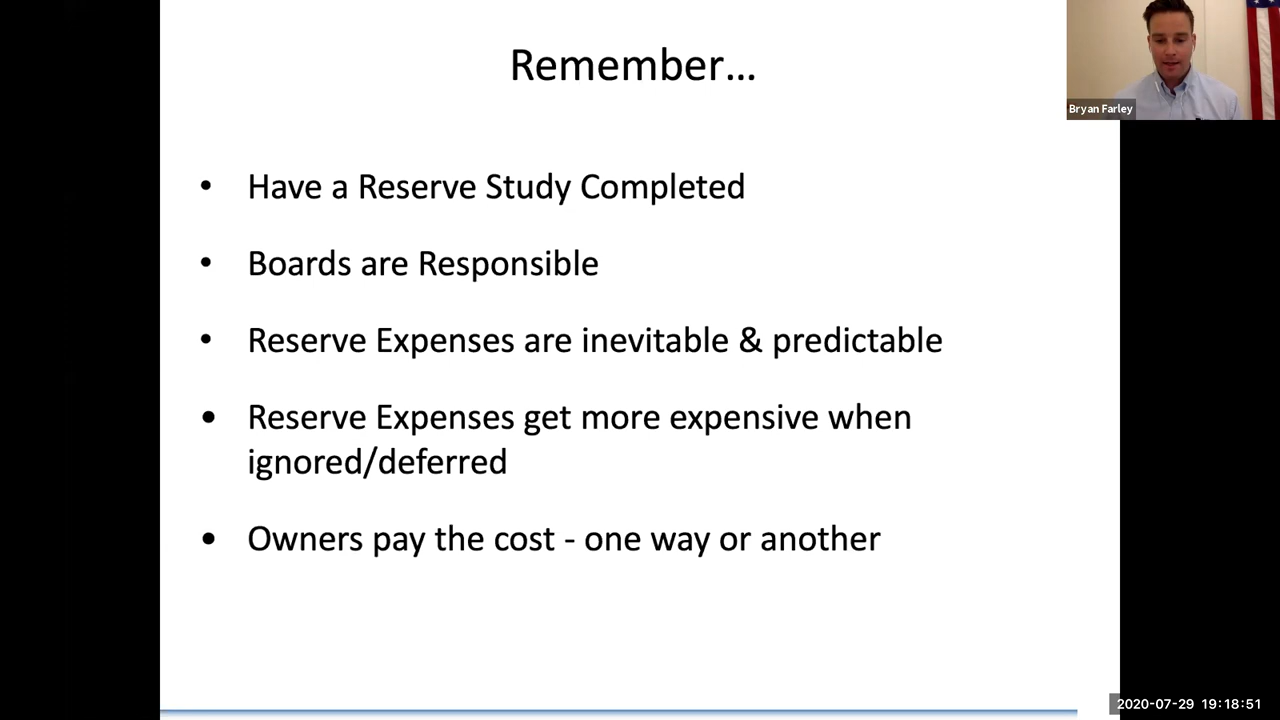 Remember…
Bryan Farley
• Have a Reserve Study Completed
• Boards are Responsible
• Reserve Expenses are inevitable & predictable
• Reserve Expenses get more expensive when
ignored/deferred
• Owners pay the cost - one way or another
2020-07-29 19:18:51